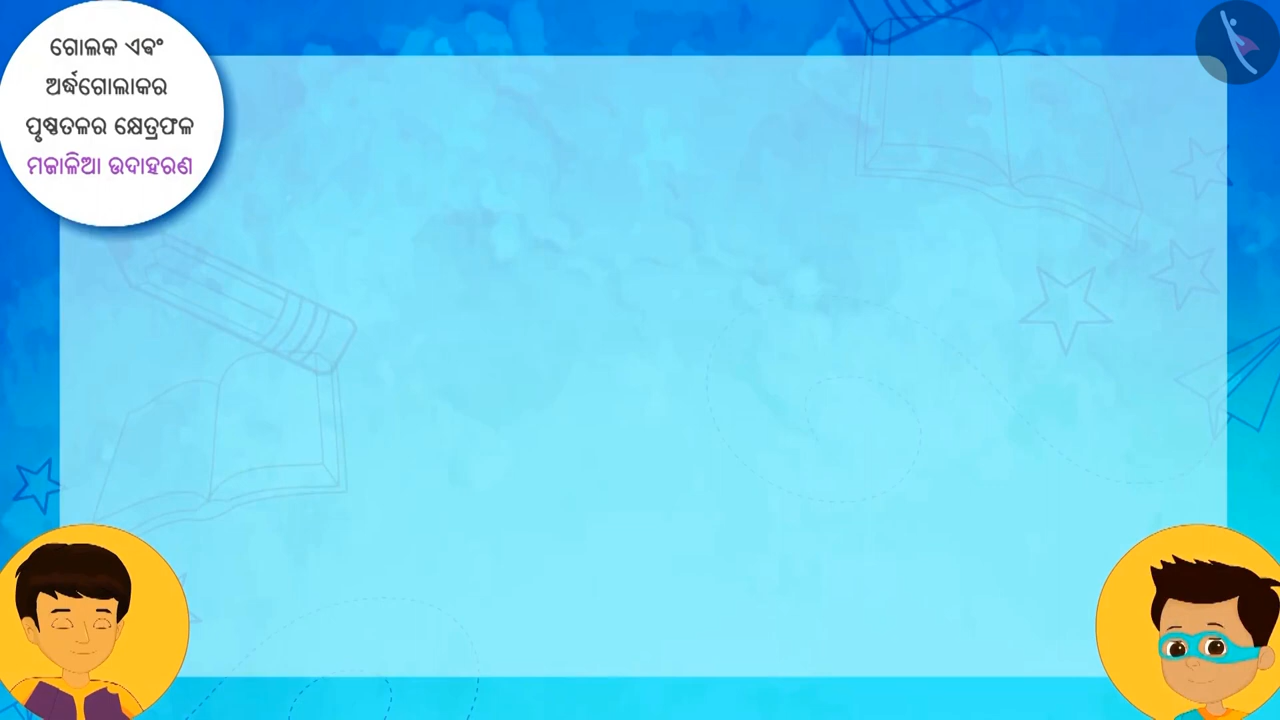 ଗୋଲକ ଏବଂ
ଅର୍ଦ୍ଧଗୋଲାକର
ପୃଷ୍ଠତଳର କ୍ଷେତ୍ରଫଳ
ମଜାଳିଆ ଉଦାହରଣ